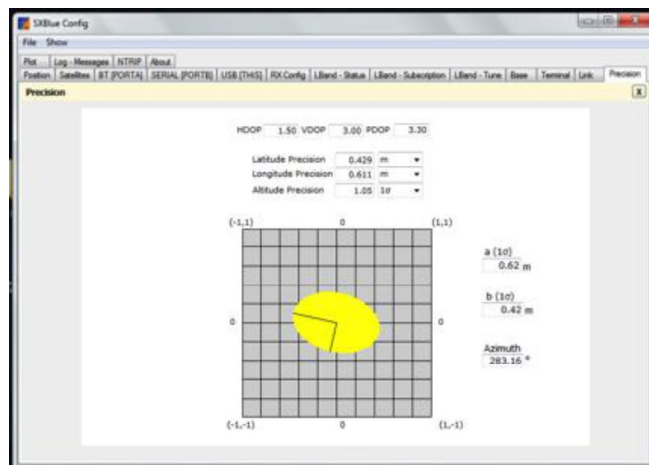 SXBlue Config
File Show
Plot Log - Messages NTRIP About
Position Satellites BT [PORTA] SERIAL [PORTB] USB [THIS] RX Config LBand - Status LBand - Subscription LBand - Tune Base Terminal Link Precision
Precision X
HDOP 1.50 VDOP 3.00 PDOP 3.30
Latitude Precision 0.429 m
Longitude Precision 0.611 m
Altitude Precision 1.05 1σ
(-1,1) 0 (1,1)
a (1σ)
0.62 m
b (1σ)
0.42 m
0 0
Azimuth
283.16 °
(-1,-1) 0 (1,-1)